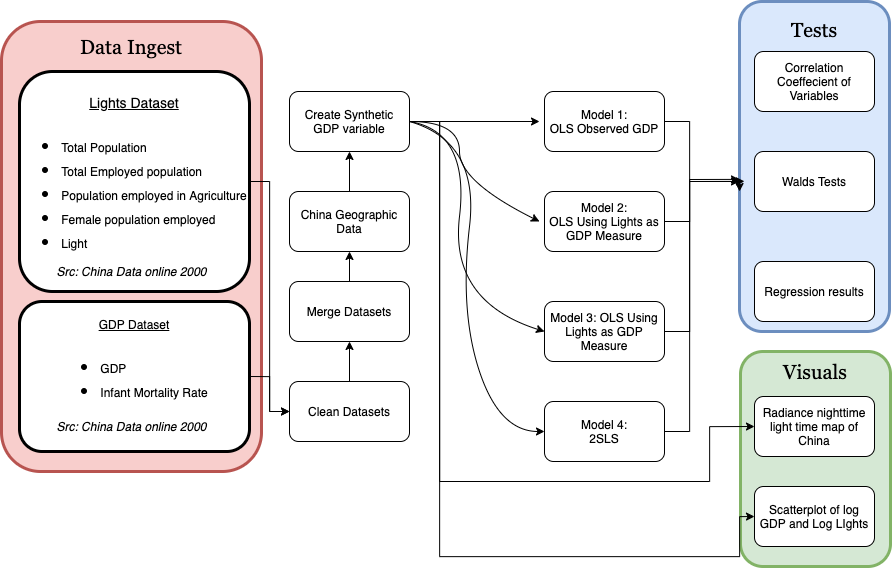 Data Ingest
Lights Dataset
Total Population
Total Employed population
Population employed in Agriculture
Female population employed
Light
Src: China Data online 2000
GDP Dataset
GDP
Infant Mortality Rate
Src: China Data online 2000
Create Synthetic
GDP variable
China Geographic
Data
Merge Datasets
Clean Datasets
Model 1:
OLS Observed GDP
Model 2:
OLS Using Lights as
GDP Measure
Model 3: OLS Using
Lights as GDP
Measure
Model 4:
2SLS
Tests
Correlation
Coeffecient of
Variables
Walds Tests
Regression results
Visuals
Radiance nighttime
light time map of
China
Scatterplot of log
GDP and Log LIghts